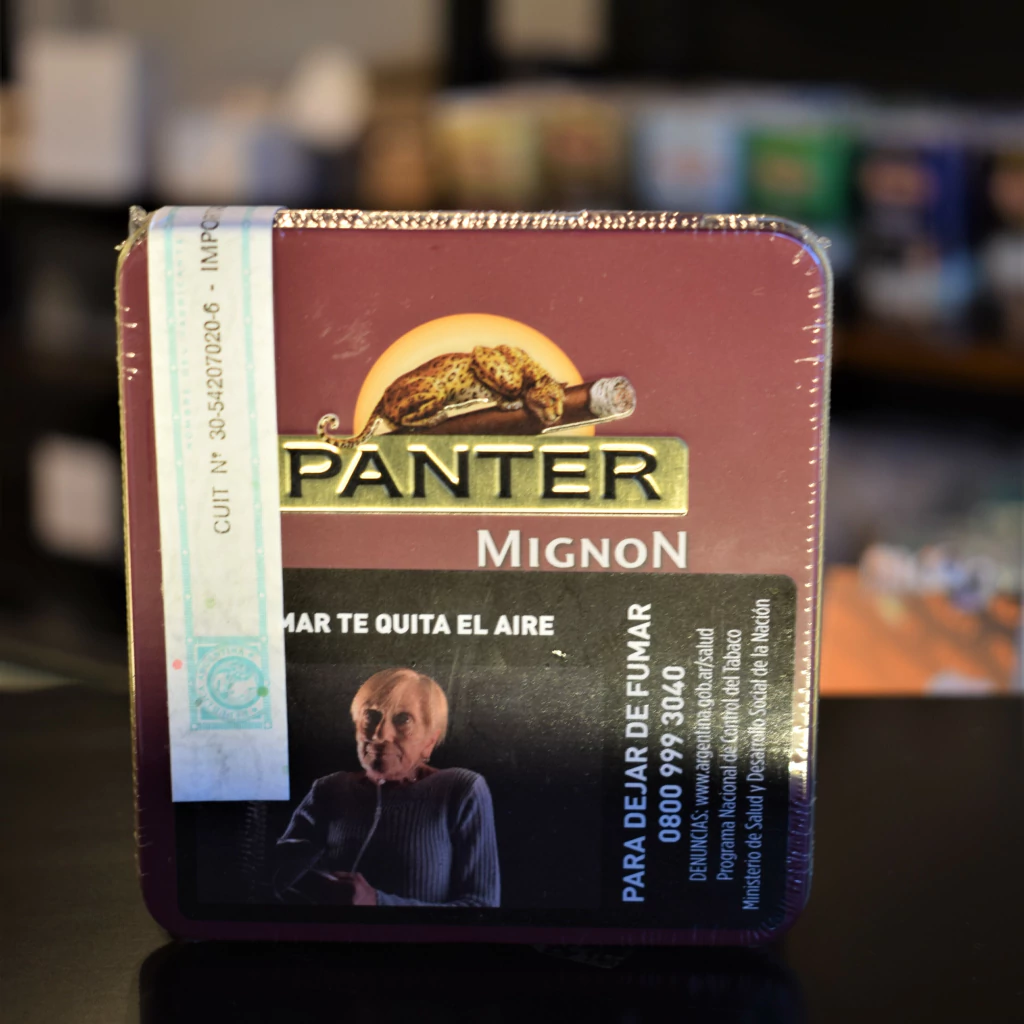 CUIT Nº 30-54207020-6 - IMPO
PANTER
MIGNON
MAR TE QUITA EL AIRE
PARA DEJAR DE FUMAR
0800 999 3040
DENUNCIAS: www.argentina.gob.ar/salud
Programa Nacional de Control del Tabaco
Ministerio de Salud y Desarrollo Social de la Nación